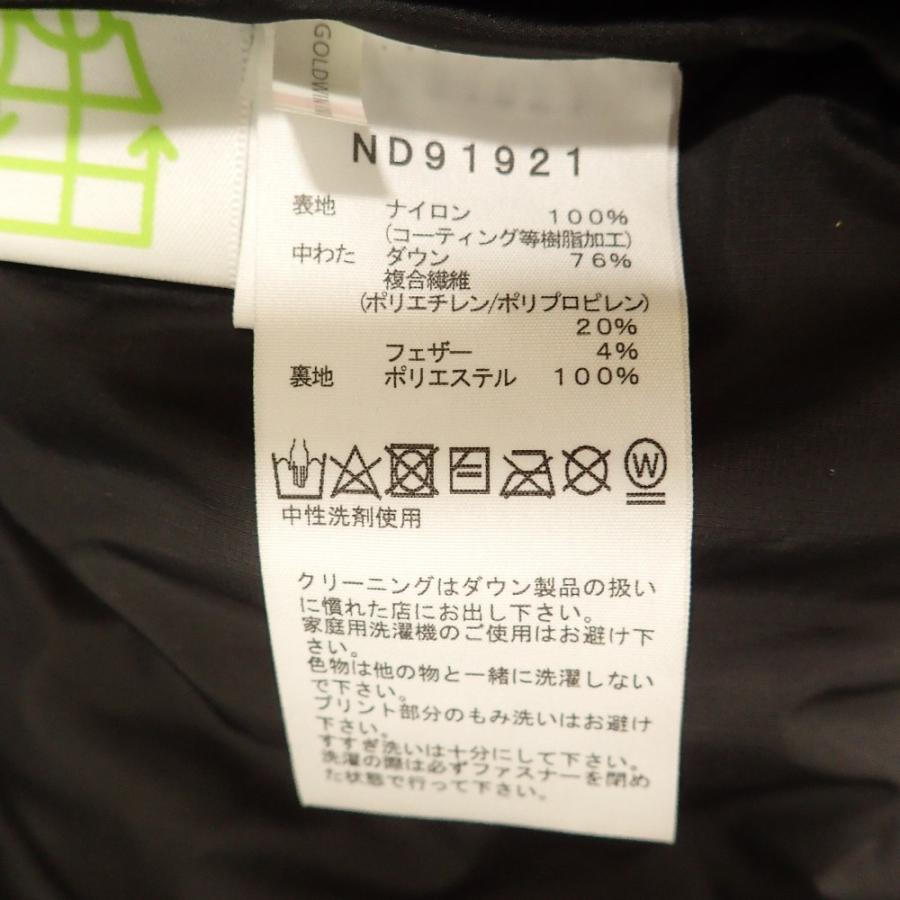 GOLDWIN
ND91921
表地 ナイロン 100%
(コーティング等樹脂加工)
中わた ダウン 76%
複合繊維
(ポリエチレン/ポリプロピレン)
20%
フェザー 4%
裏地 ポリエステル 100%
W
中性洗剤使用
クリーニングはダウン製品の扱い
に慣れた店にお出し下さい。
家庭用洗濯機のご使用はお避け下
さい。
色物は他の物と一緒に洗濯しない
で下さい。
プリント部分のもみ洗いはお避け
下さい。
すすぎ洗いは十分にして下さい。
洗濯の際は必ずファスナーを閉め
た状態で行って下さい。